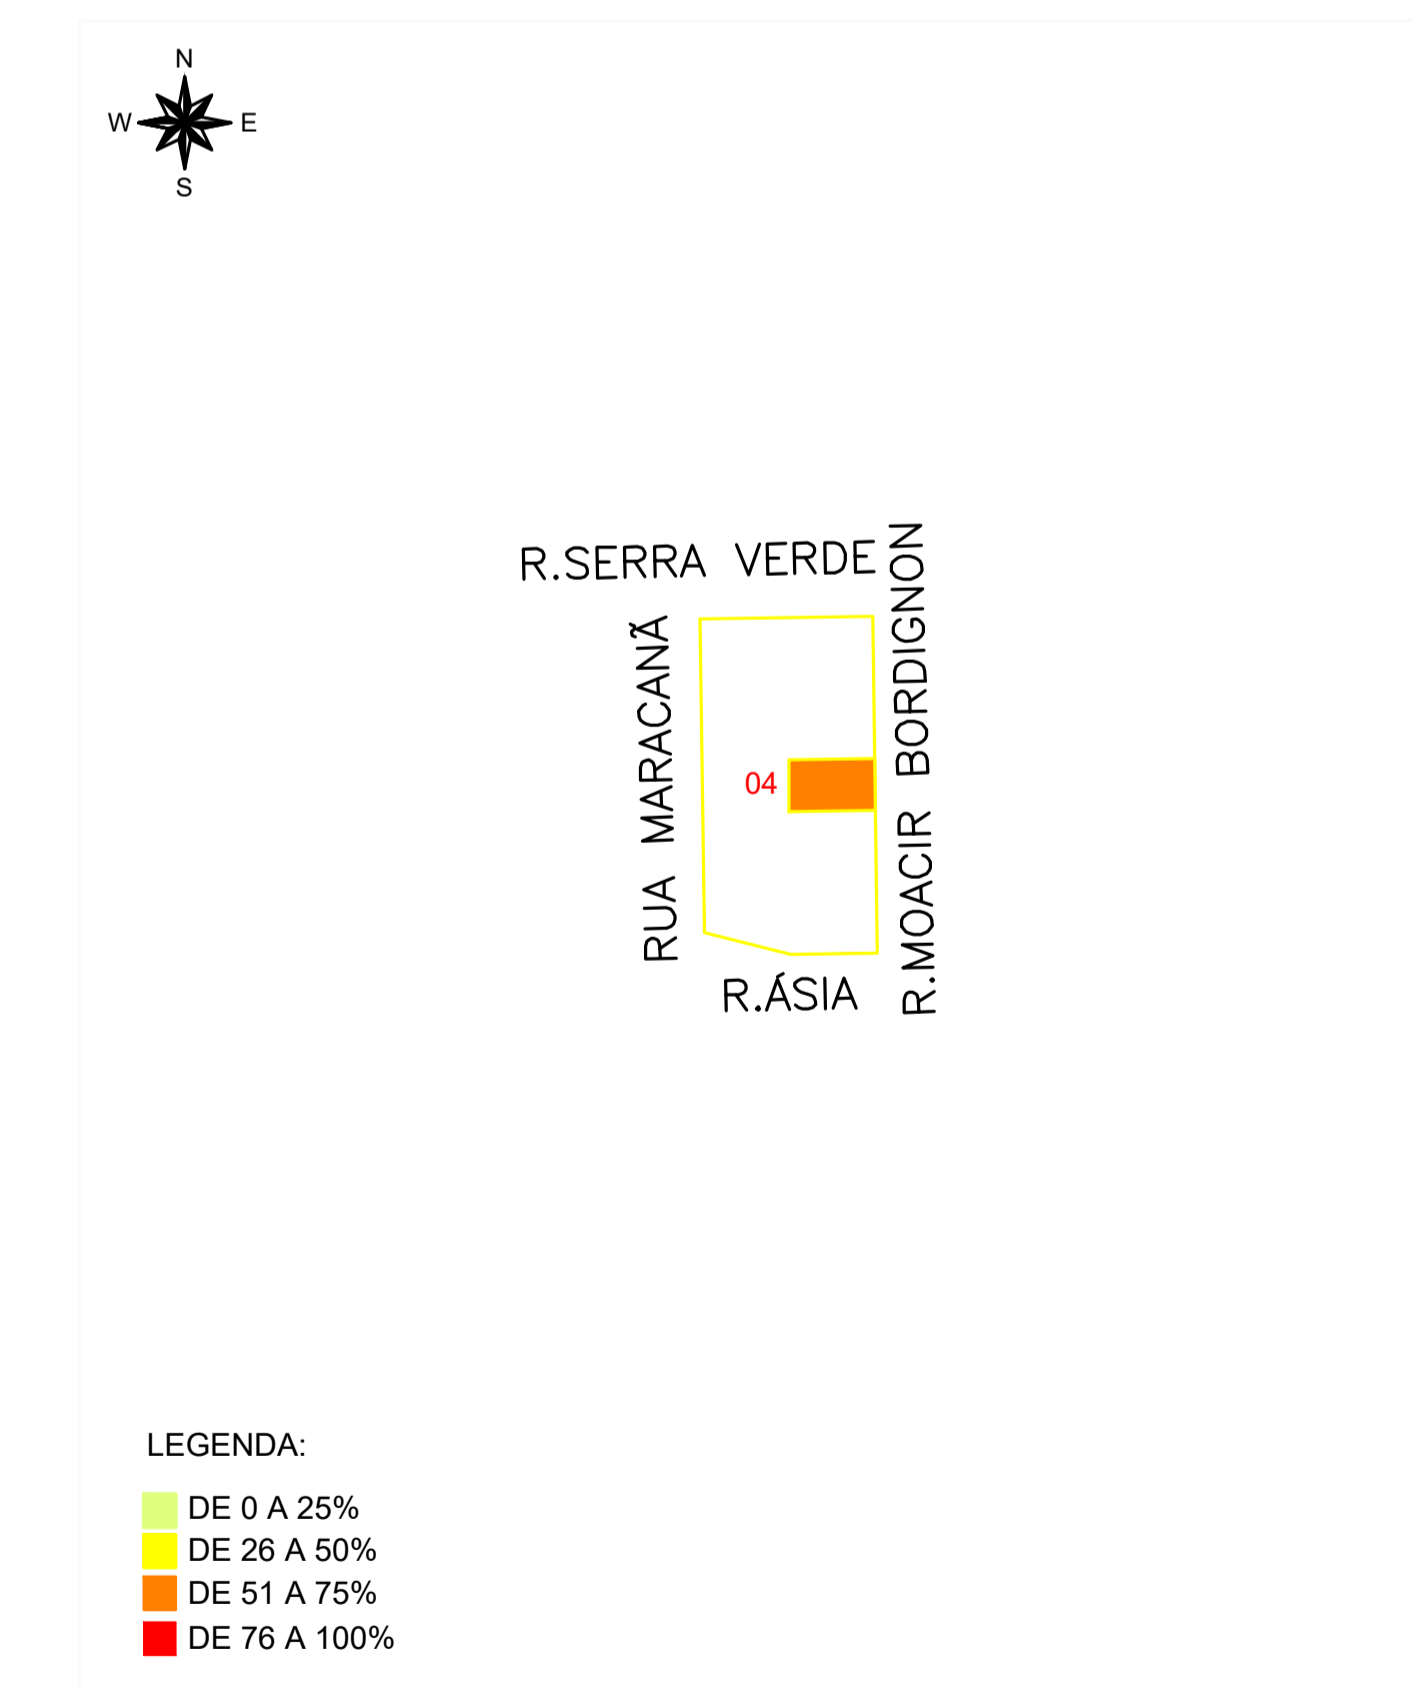 N
W E
S
R.SERRA VERDE
RUA MARACANÃ
R.MOACIR BORDIGNON
04
R.ÁSIA
LEGENDA:
DE 0 A 25%
DE 26 A 50%
DE 51 A 75%
DE 76 A 100%